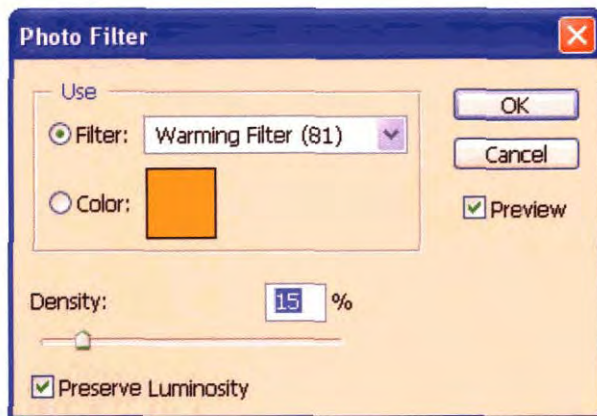 Photo Filter
Use
Filter: Warming Filter (81)
Color:
OK
Cancel
Preview
Density: 15 %
Preserve Luminosity